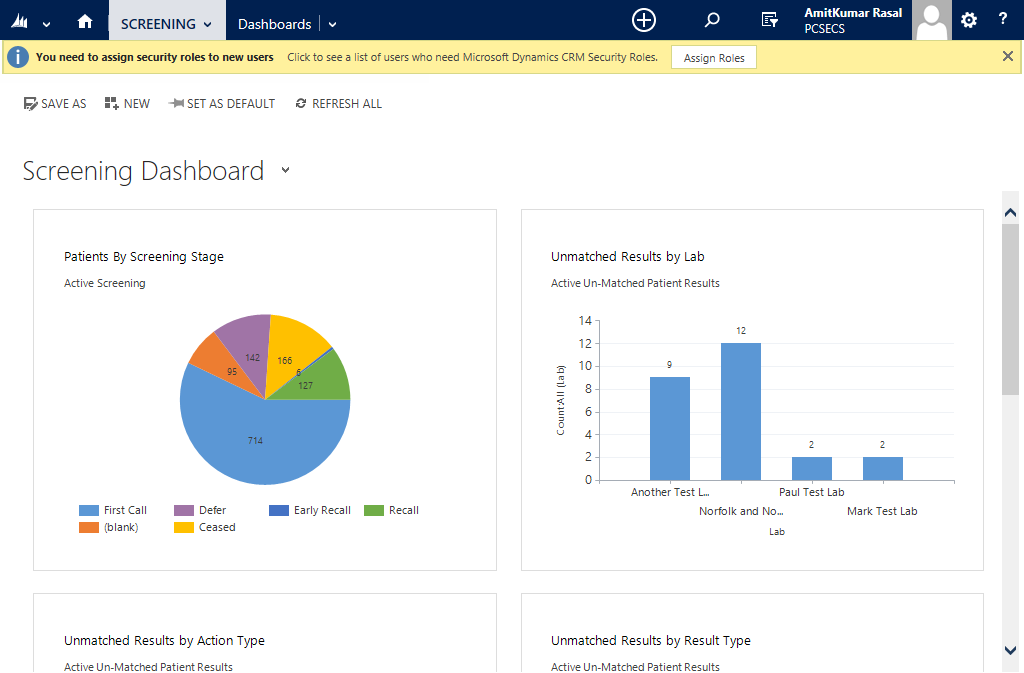 SCREENING
Dashboards
AmitKumar Rasal
PCSECS
?
You need to assign security roles to new users
Click to see a list of users who need Microsoft Dynamics CRM Security Roles.
Assign Roles
SAVE AS
NEW
SET AS DEFAULT
REFRESH ALL
Screening Dashboard
Patients By Screening Stage
Active Screening
142
166
95
6
127
714
First Call
Defer
Early Recall
Recall
(blank)
Ceased
Unmatched Results by Lab
Active Un-Matched Patient Results
Count:All (Lab)
14
12
10
8
6
4
2
0
9
12
2
2
Another Test L...
Paul Test Lab
Norfolk and No...
Mark Test Lab
Lab
Unmatched Results by Action Type
Active Un-Matched Patient Results
Unmatched Results by Result Type
Active Un-Matched Patient Results